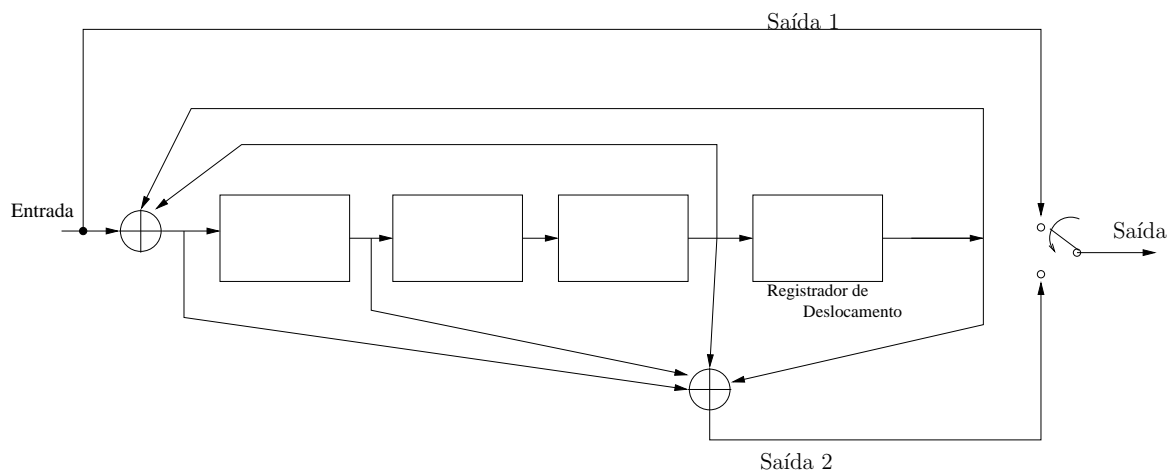 Saída 1
Entrada
Saída
Registrador de
Deslocamento
Saída 2